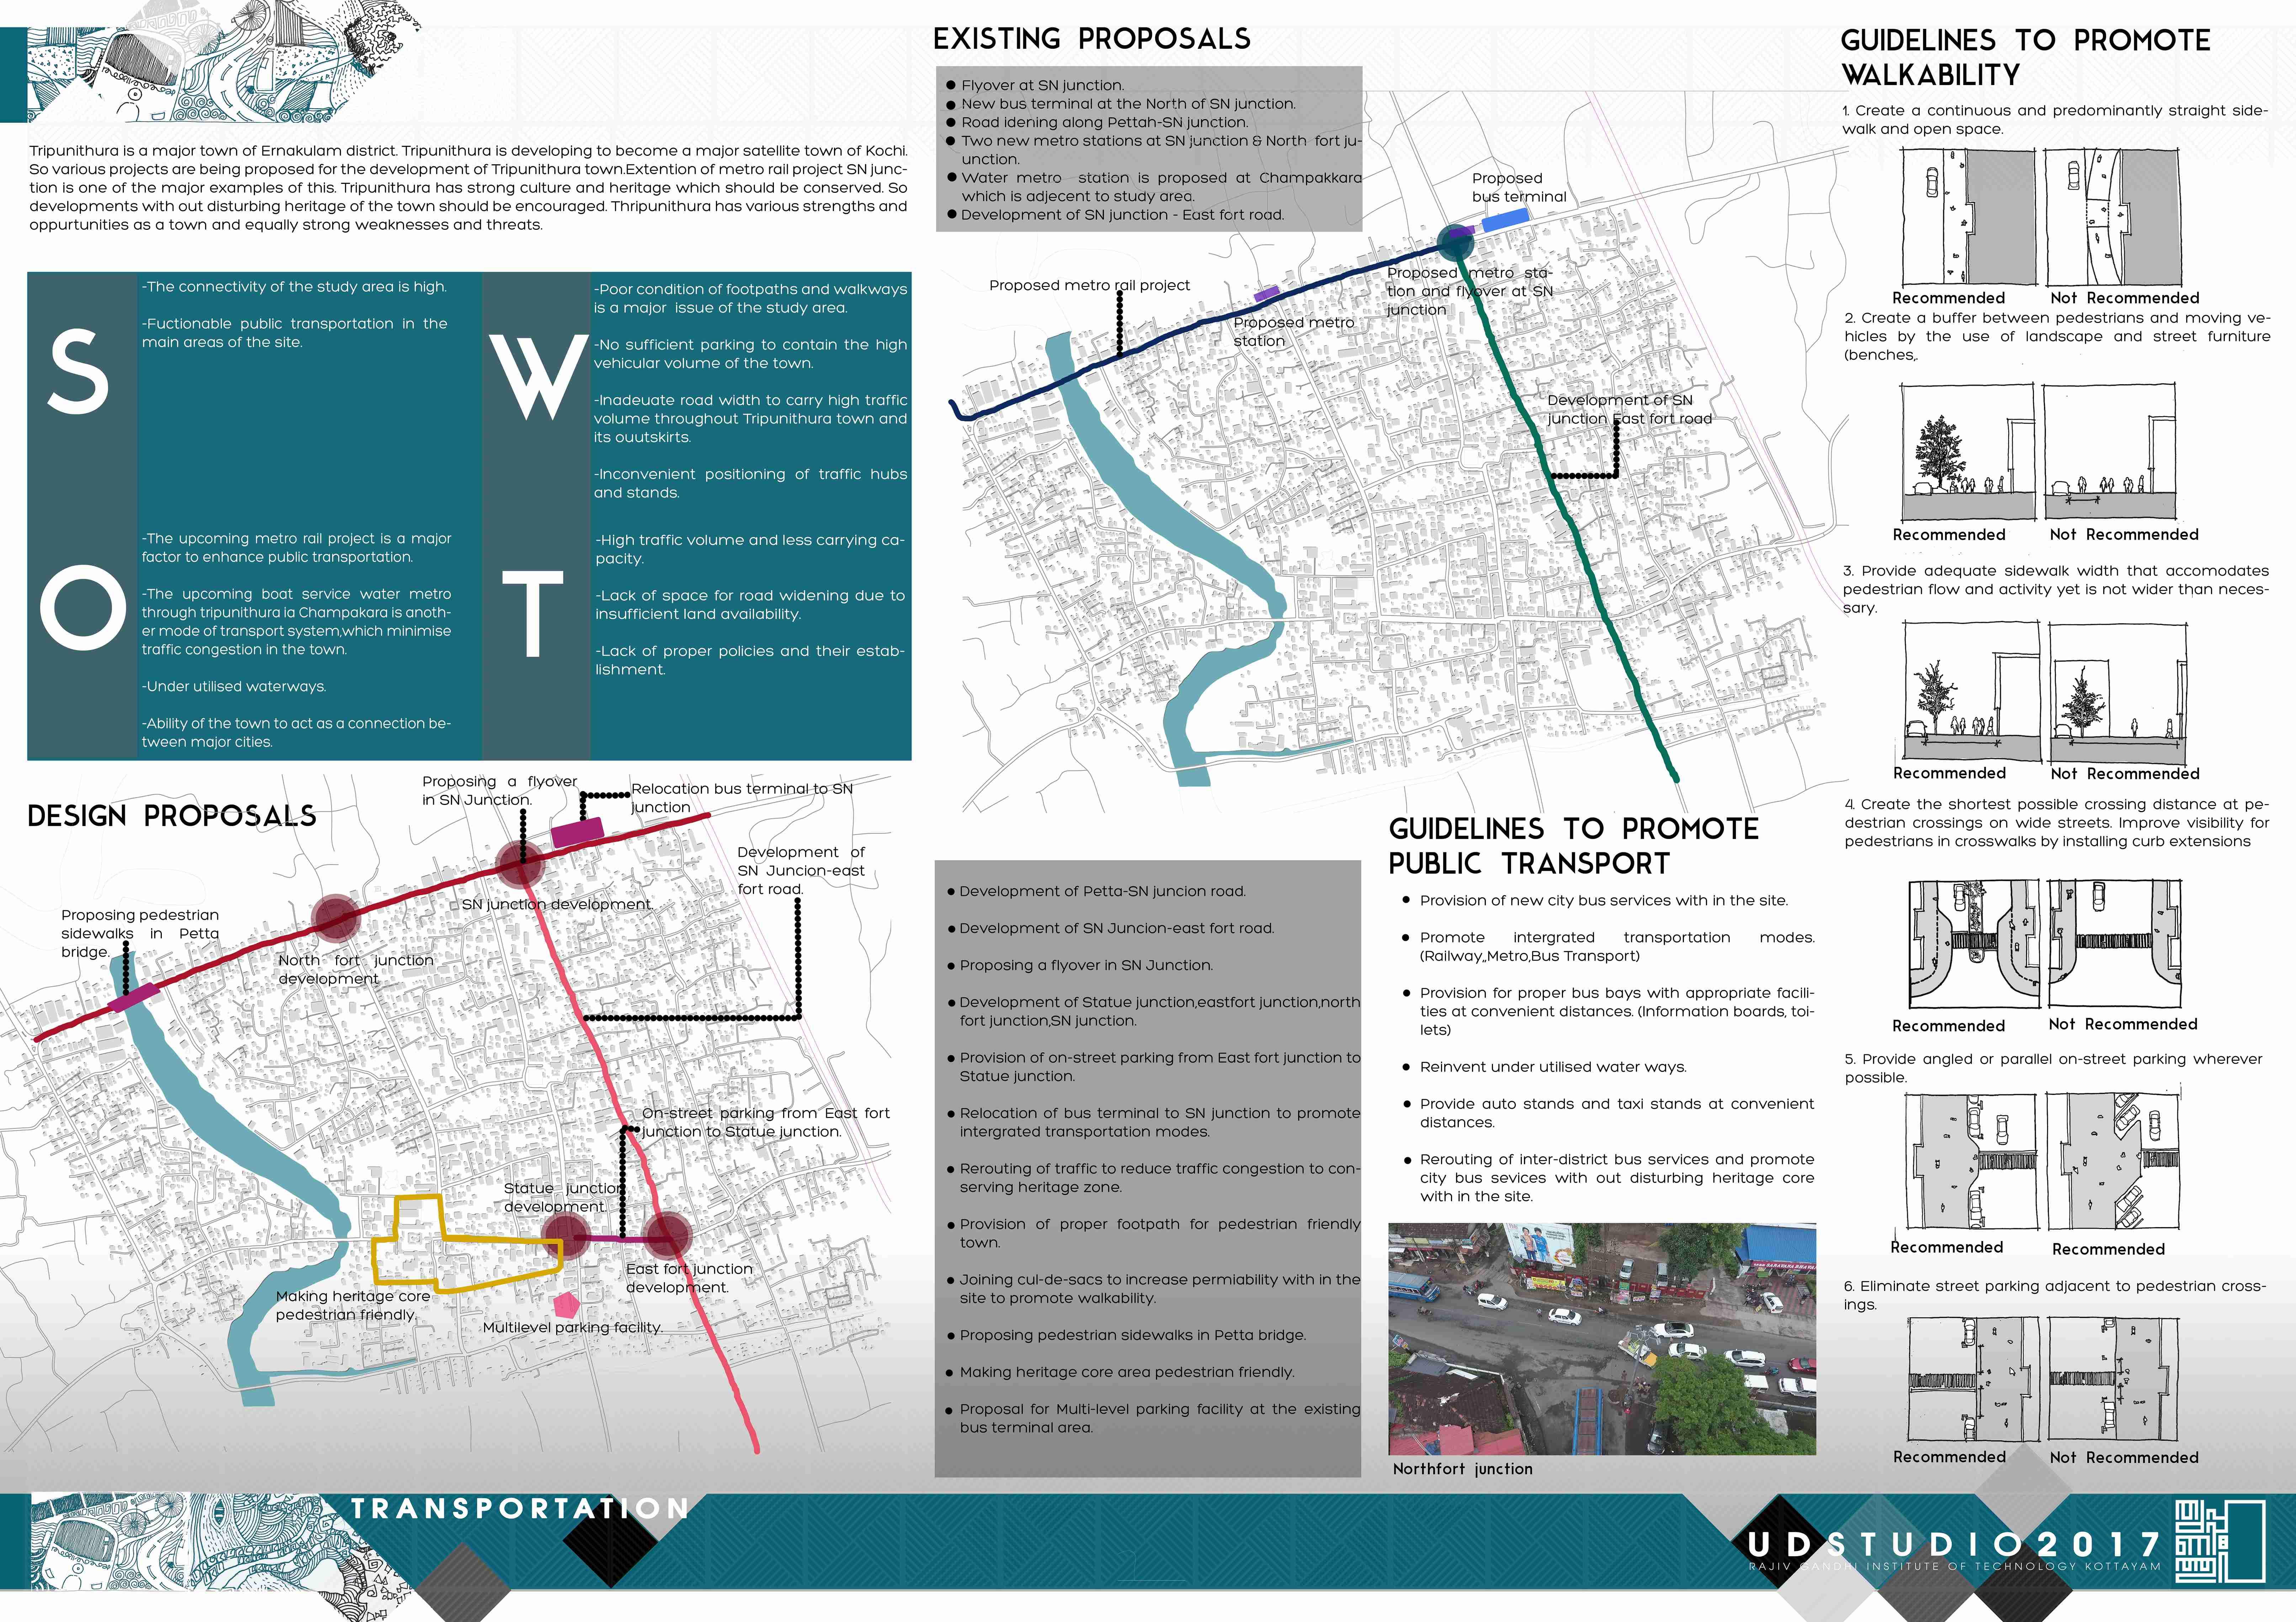 Tripunithura is a major town of Ernakulam district. Tripunithura is developing to become a major satellite town of Kochi.
So various projects are being proposed for the development of Tripunithura town.Extention of metro rail project SN junc-
tion is one of the major examples of this. Tripunithura has strong culture and heritage which should be conserved. So
developments with out disturbing heritage of the town should be encouraged. Thripunithura has various strengths and
oppurtunities as a town and equally strong weaknesses and threats.
S
-The connectivity of the study area is high.
-Fuctionable public transportation in the
main areas of the site.
W
-Poor condition of footpaths and walkways
is a major issue of the study area.
-No sufficient parking to contain the high
vehicular volume of the town.
-Inadeuate road width to carry high traffic
volume throughout Tripunithura town and
its ouutskirts.
-Inconvenient positioning of traffic hubs
and stands.
O
-The upcoming metro rail project is a major
factor to enhance public transportation.
-The upcoming boat service water metro
through tripunithura ia Champakara is anoth-
er mode of transport system,which minimise
traffic congestion in the town.
-Under utilised waterways.
-Ability of the town to act as a connection be-
tween major cities.
T
-High traffic volume and less carrying ca-
pacity.
-Lack of space for road widening due to
insufficient land availability.
-Lack of proper policies and their estab-
lishment.
DESIGN PROPOSALS
Proposing a flyover
in SN Junction.
Relocation bus terminal to SN
junction
Development of
SN Juncion-east
fort road.
SN junction development.
Proposing pedestrian
sidewalks in Petta
bridge.
North fort junction
development.
On-street parking from East fort
junction to Statue junction.
Statue junction
development.
East fort junction
development.
Making heritage core
pedestrian friendly.
Multilevel parking facility.
EXISTING PROPOSALS
● Flyover at SN junction.
● New bus terminal at the North of SN junction.
● Road idening along Pettah-SN junction.
● Two new metro stations at SN junction & North fort ju-
unction.
● Water metro station is proposed at Champakkara
which is adjecent to study area.
● Development of SN junction - East fort road.
Proposed
bus terminal
Proposed metro rail project
Proposed metro sta-
tion and flyover at SN
junction
Proposed metro
station
Development of SN
junction East fort road
● Development of Petta-SN juncion road.
● Development of SN Juncion-east fort road.
● Proposing a flyover in SN Junction.
● Development of Statue junction,eastfort junction,north
fort junction,SN junction.
● Provision of on-street parking from East fort junction to
Statue junction.
● Relocation of bus terminal to SN junction to promote
intergrated transportation modes.
● Rerouting of traffic to reduce traffic congestion to con-
serving heritage zone.
● Provision of proper footpath for pedestrian friendly
town.
● Joining cul-de-sacs to increase permiability with in the
site to promote walkability.
● Proposing pedestrian sidewalks in Petta bridge.
● Making heritage core area pedestrian friendly.
● Proposal for Multi-level parking facility at the existing
bus terminal area.
GUIDELINES TO PROMOTE
PUBLIC TRANSPORT
● Provision of new city bus services with in the site.
● Promote intergrated transportation modes.
(Railway,,Metro,Bus Transport)
● Provision for proper bus bays with appropriate facili-
ties at convenient distances. (Information boards, toi-
lets)
● Reinvent under utilised water ways.
● Provide auto stands and taxi stands at convenient
distances.
● Rerouting of inter-district bus services and promote
city bus sevices with out disturbing heritage core
with in the site.
Northfort junction
GUIDELINES TO PROMOTE
WALKABILITY
1. Create a continuous and predominantly straight side-
walk and open space.
Recommended
Not Recommended
2. Create a buffer between pedestrians and moving ve-
hicles by the use of landscape and street furniture
(benches,.
Recommended
Not Recommended
3. Provide adequate sidewalk width that accomodates
pedestrian flow and activity yet is not wider than neces-
sary.
Recommended
Not Recommended
4. Create the shortest possible crossing distance at pe-
destrian crossings on wide streets. Improve visibility for
pedestrians in crosswalks by installing curb extensions
Recommended
Not Recommended
5. Provide angled or parallel on-street parking wherever
possible.
Recommended
Recommended
6. Eliminate street parking adjacent to pedestrian cross-
ings.
Recommended
Not Recommended
TRANSPORTATION
UDSTUDIO2017
RAJIV GANDHI INSTITUTE OF TECHNOLOGY KOTTAYAM